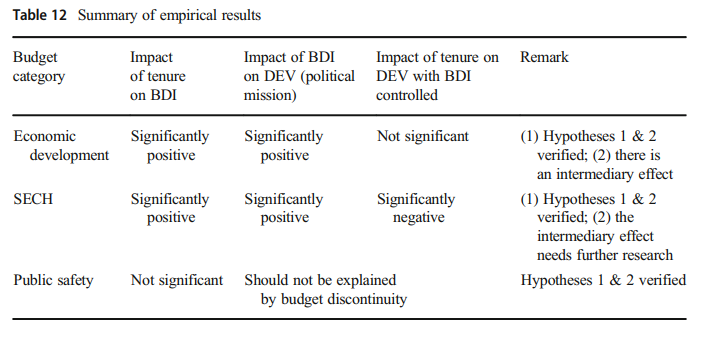 Table 12 Summary of empirical results
Budget category
Impact of tenure on BDI
Impact of BDI on DEV (political mission)
Impact of tenure on DEV with BDI controlled
Remark
Economic development
Significantly positive
Significantly positive
Not significant
(1) Hypotheses 1 & 2 verified; (2) there is an intermediary effect
SECH
Significantly positive
Significantly positive
Significantly negative
(1) Hypotheses 1 & 2 verified; (2) the intermediary effect needs further research
Public safety
Not significant
Should not be explained by budget discontinuity
Hypotheses 1 & 2 verified